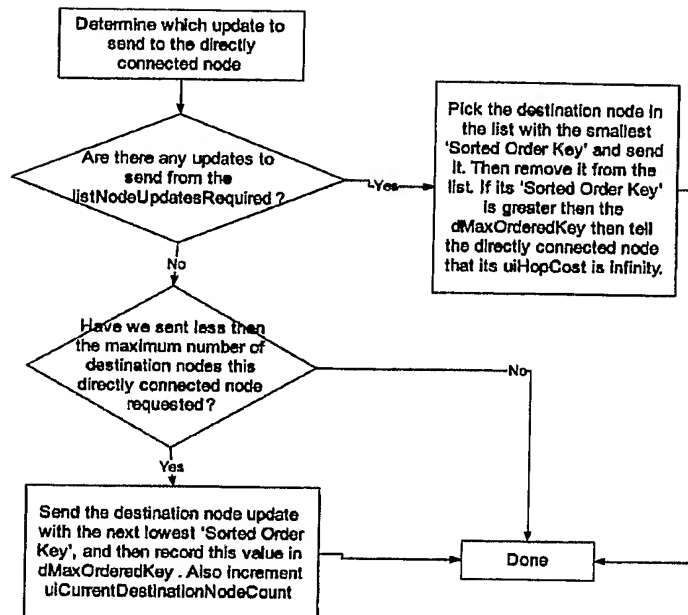 Determine which update to
send to the directly
connected node
Are there any updates to
send from the
listNodeUpdatesRequired ?
Yes
Pick the destination node in
the list with the smallest
'Sorted Order Key' and send
it. Then remove it from the
list. If its 'Sorted Order Key'
is greater then the
dMaxOrderedKey then tell
the directly connected node
that its uiHopCost is infinity.
No
Have we sent less then
the maximum number of
destination nodes this
directly connected node
requested ?
No
Yes
Send the destination node update
with the next lowest 'Sorted Order
Key', and then record this value in
dMaxOrderedKey . Also increment
uiCurrentDestinationNodeCount
Done